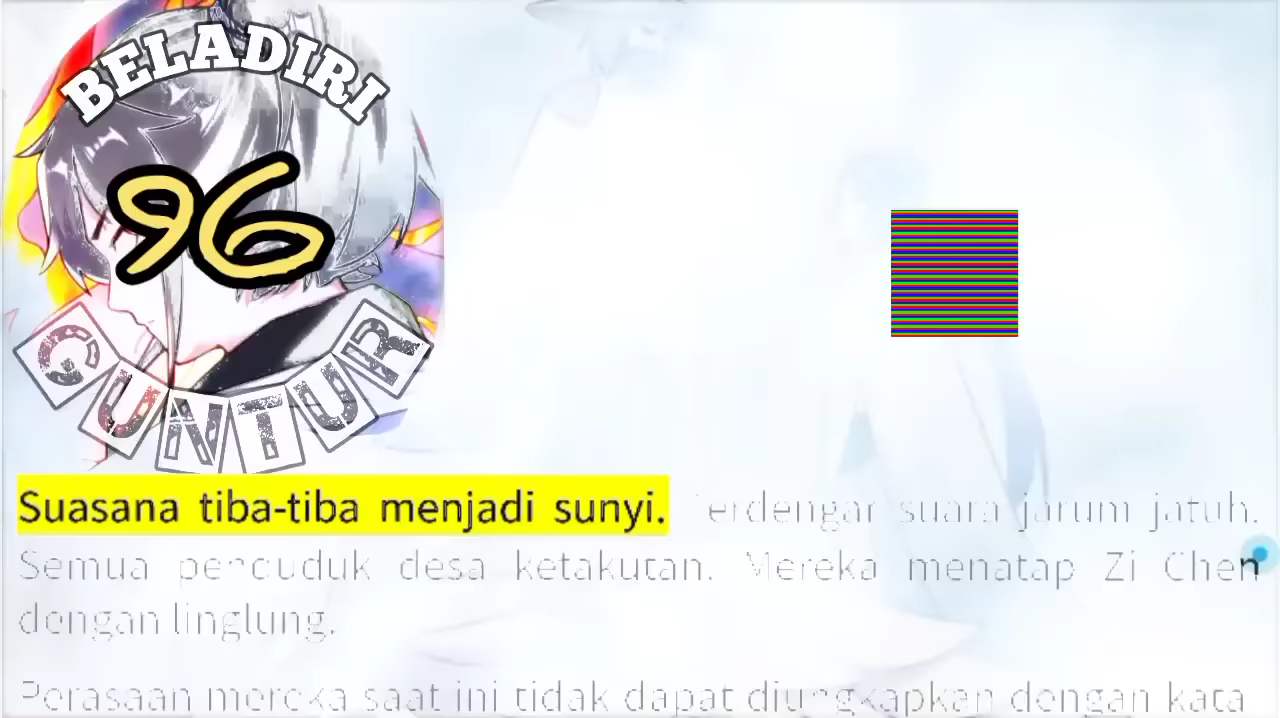 BELADIRI
96
GUNTUR
Suasana tiba-tiba menjadi sunyi. Terdengar suara jarum jatuh.
Semua penduduk desa ketakutan. Mereka menatap Zi Chen
dengan linglung.
Perasaan mereka saat ini tidak dapat diungkapkan dengan kata